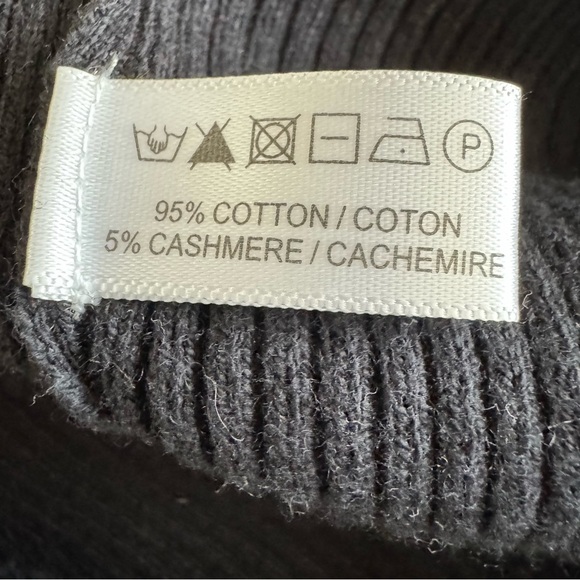 P
95% COTTON / COTON
5% CASHMERE / CACHEMIRE